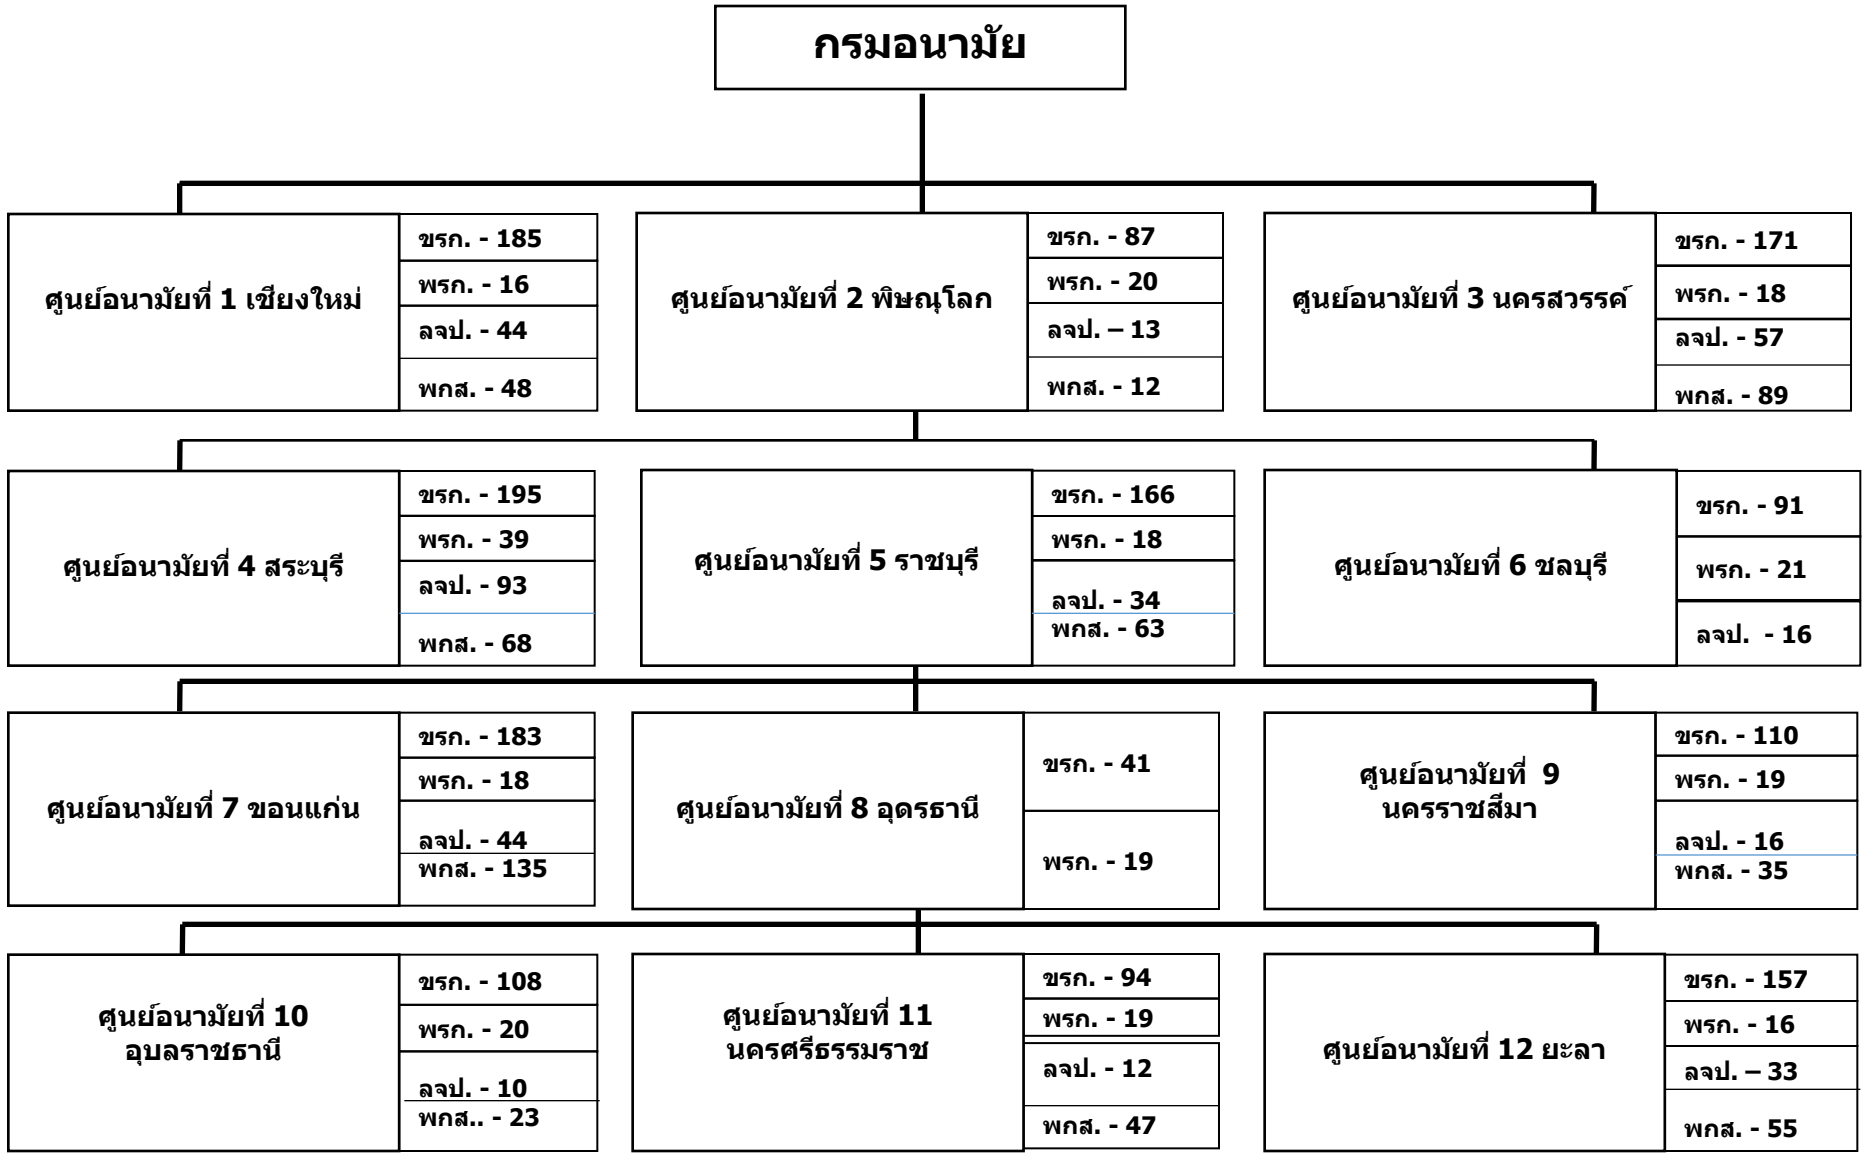 กรมอนามัย
ศูนย์อนามัยที่ 1 เชียงใหม่
ขรก. - 185
พรก. - 16
ลจป. - 44
พกส. - 48
ศูนย์อนามัยที่ 2 พิษณุโลก
ขรก. - 87
พรก. - 20
ลจป. – 13
พกส. - 12
ศูนย์อนามัยที่ 3 นครสวรรค์
ขรก. - 171
พรก. - 18
ลจป. - 57
พกส. - 89
ศูนย์อนามัยที่ 4 สระบุรี
ขรก. - 195
พรก. - 39
ลจป. - 93
พกส. - 68
ศูนย์อนามัยที่ 5 ราชบุรี
ขรก. - 166
พรก. - 18
ลจป. - 34
พกส. - 63
ศูนย์อนามัยที่ 6 ชลบุรี
ขรก. - 91
พรก. - 21
ลจป.  - 16
ศูนย์อนามัยที่ 7 ขอนแก่น
ขรก. - 183
พรก. - 18
ลจป. - 44
พกส. - 135
ศูนย์อนามัยที่ 8 อุดรธานี
ขรก. - 41
พรก. - 19
ศูนย์อนามัยที่  9
นครราชสีมา
ขรก. - 110
พรก. - 19
ลจป. - 16
พกส. - 35
ศูนย์อนามัยที่ 10
อุบลราชธานี
ขรก. - 108
พรก. - 20
ลจป. - 10
พกส.. - 23
ศูนย์อนามัยที่ 11
นครศรีธรรมราช
ขรก. - 94
พรก. - 19
ลจป. - 12
พกส. - 47
ศูนย์อนามัยที่ 12 ยะลา
ขรก. - 157
พรก. - 16
ลจป. – 33
พกส. - 55